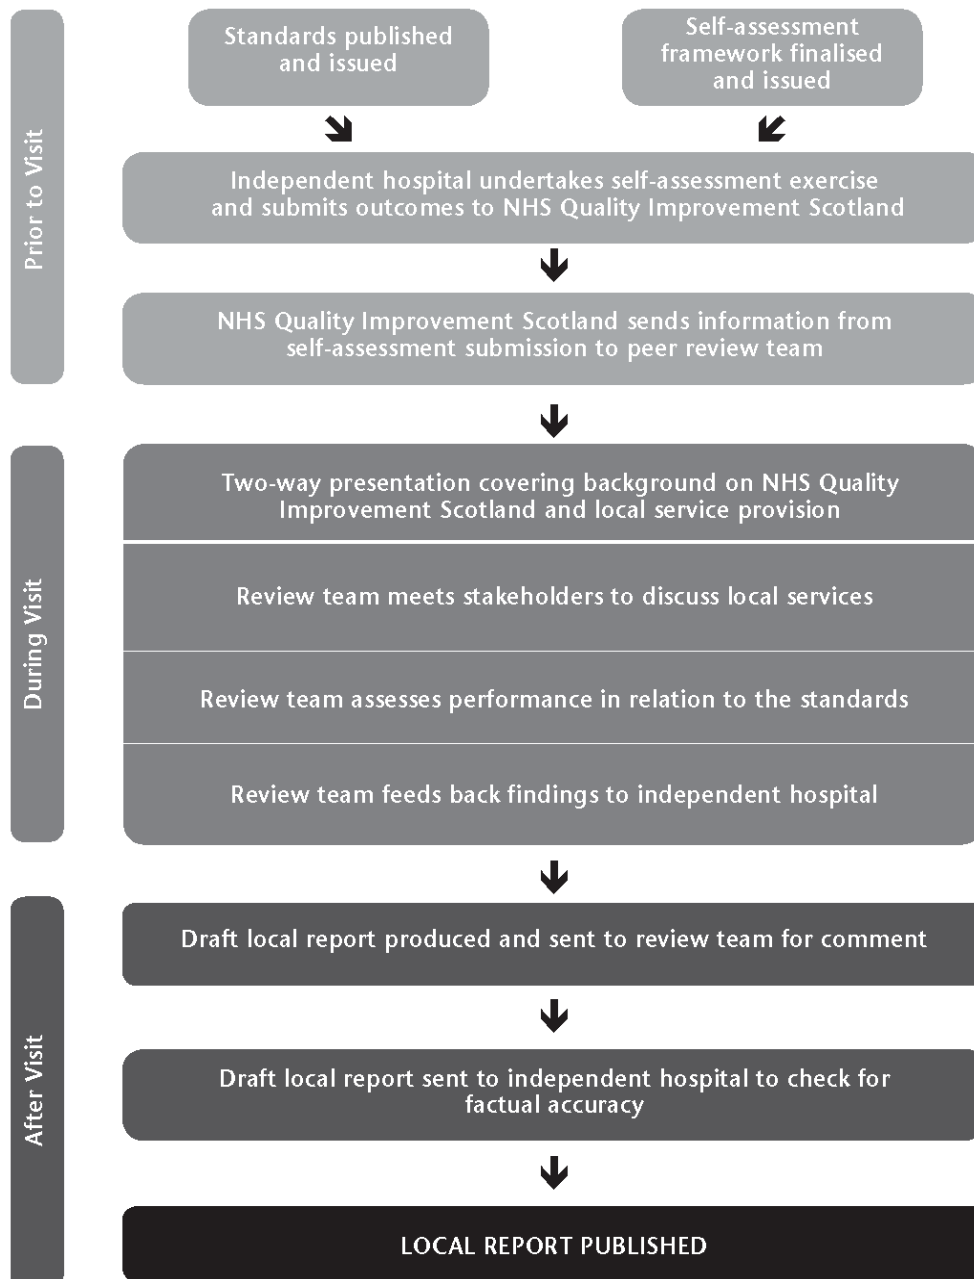 Prior to Visit
Standards published
and issued
Self-assessment
framework finalised
and issued
Independent hospital undertakes self-assessment exercise
and submits outcomes to NHS Quality Improvement Scotland
NHS Quality Improvement Scotland sends information from
self-assessment submission to peer review team
During Visit
Two-way presentation covering background on NHS Quality
Improvement Scotland and local service provision
Review team meets stakeholders to discuss local services
Review team assesses performance in relation to the standards
Review team feeds back findings to independent hospital
After Visit
Draft local report produced and sent to review team for comment
Draft local report sent to independent hospital to check for
factual accuracy
LOCAL REPORT PUBLISHED